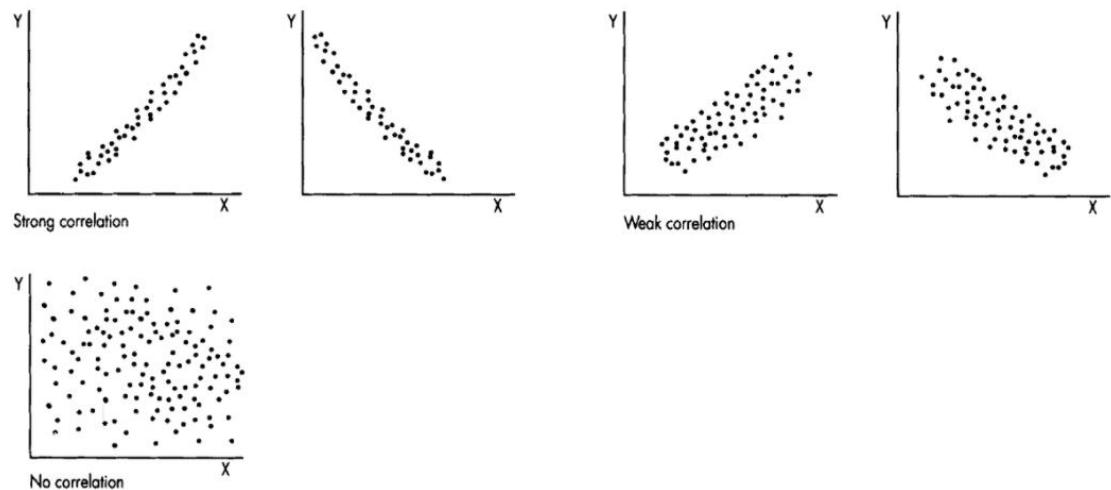 Y
X
Strong correlation
Y
X
Y
X
Weak correlation
Y
X
Y
X
No correlation